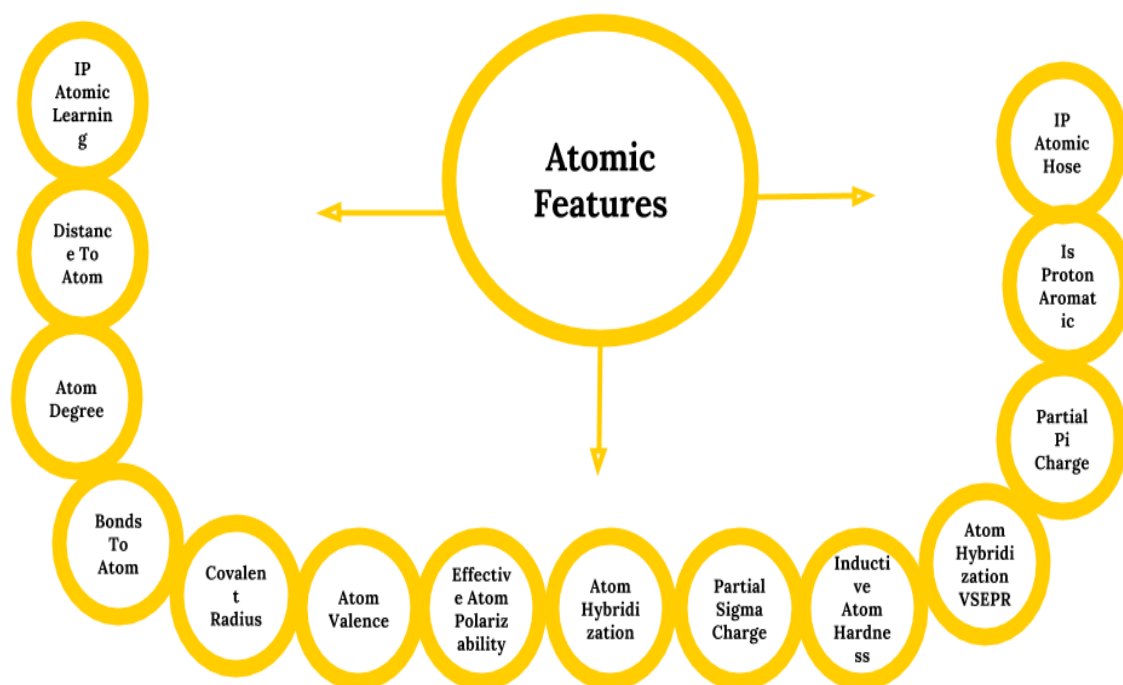 Atomic
Features
IP
Atomic
Learnin
g
Distanc
e To
Atom
Atom
Degree
Bonds
To
Atom
Covalen
t
Radius
Atom
Valence
Effectiv
e Atom
Polariz
ability
Atom
Hybridi
zation
Partial
Sigma
Charge
Inducti
ve
Atom
Hardne
ss
Atom
Hybridi
zation
VSEPR
Partial
Pi
Charge
Is
Proton
Aromat
ic
IP
Atomic
Hose